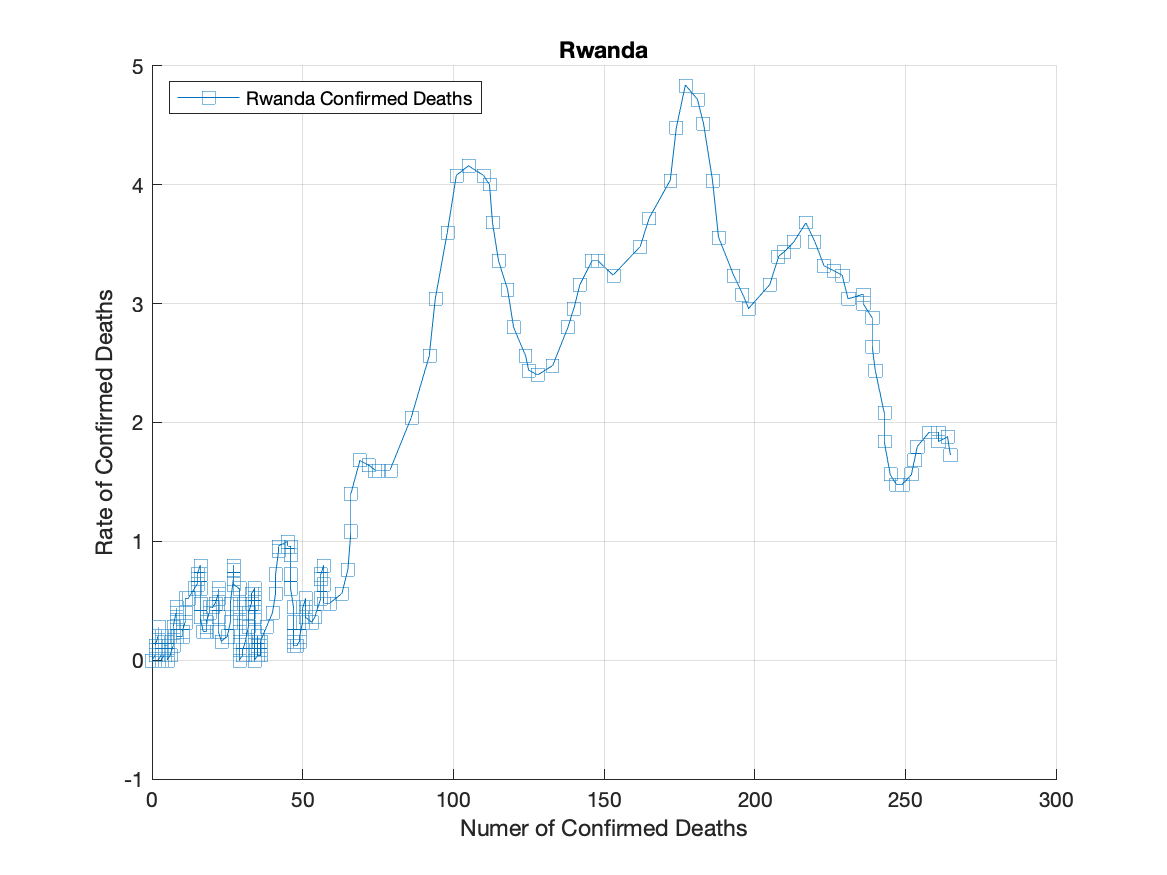 Rwanda
Rwanda Confirmed Deaths
5
4
3
2
1
0
-1
Rate of Confirmed Deaths
0 50 100 150 200 250 300
Numer of Confirmed Deaths